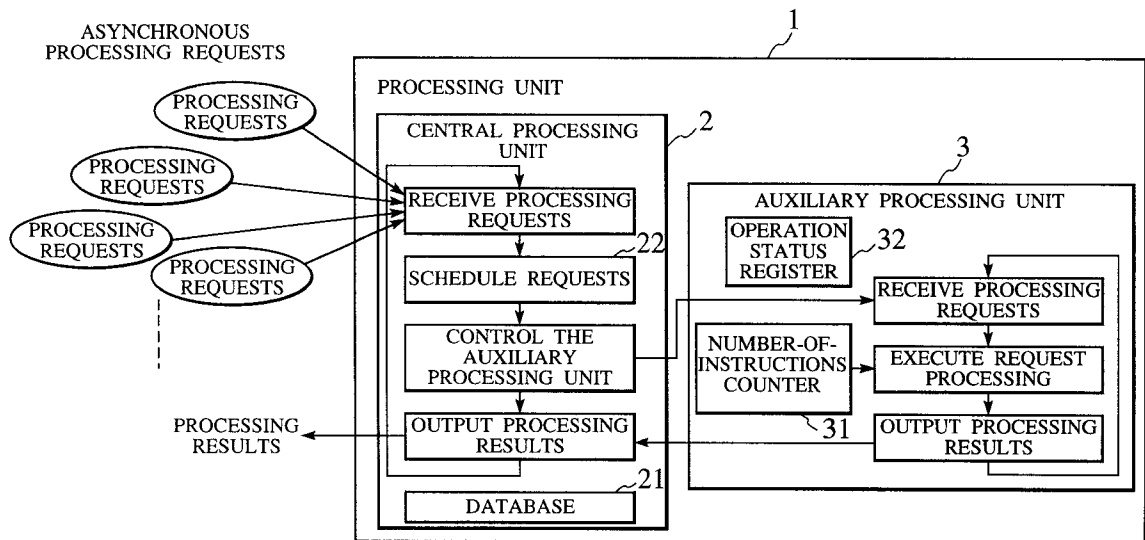 ASYNCHRONOUS
PROCESSING REQUESTS
PROCESSING
REQUESTS
PROCESSING
REQUESTS
PROCESSING
REQUESTS
PROCESSING
REQUESTS
PROCESSING
RESULTS
1
PROCESSING UNIT
2
CENTRAL PROCESSING
UNIT
RECEIVE PROCESSING
REQUESTS
22
SCHEDULE REQUESTS
CONTROL THE
AUXILIARY
PROCESSING UNIT
OUTPUT PROCESSING
RESULTS
21
DATABASE
3
AUXILIARY PROCESSING UNIT
OPERATION
STATUS
REGISTER
32
RECEIVE PROCESSING
REQUESTS
NUMBER-OF-
INSTRUCTIONS
COUNTER
31
EXECUTE REQUEST
PROCESSING
OUTPUT PROCESSING
RESULTS